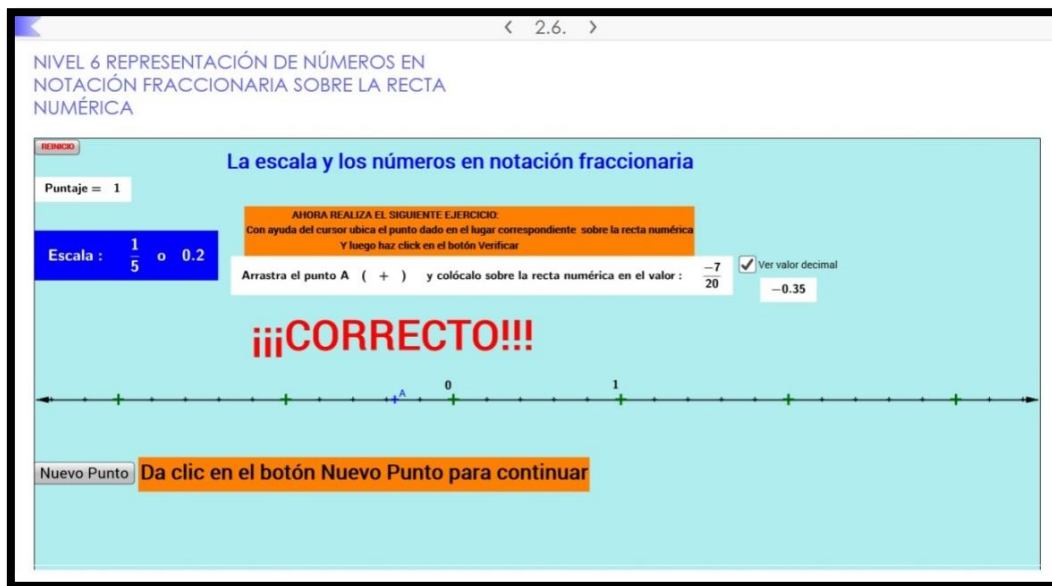 < 2.6. >
NIVEL 6 REPRESENTACIÓN DE NÚMEROS EN
NOTACIÓN FRACCIONARIA SOBRE LA RECTA
NUMÉRICA
REINICIO
La escala y los números en notación fraccionaria
Puntaje = 1
AHORA REALIZA EL SIGUIENTE EJERCICIO:
Con ayuda del cursor ubica el punto dado en el lugar correspondiente sobre la recta numérica
Y luego haz click en el botón Verificar
Escala : 1/5 o 0.2
Arrastra el punto A ( + ) y colócalo sobre la recta numérica en el valor : -7/20
Ver valor decimal
-0.35
¡¡¡CORRECTO!!!
0 1
A
Nuevo Punto Da clic en el botón Nuevo Punto para continuar